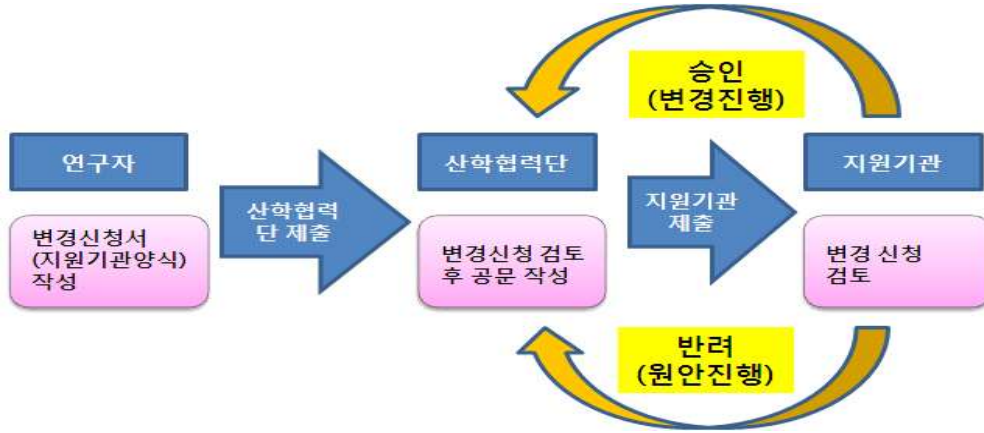 승인
(변경진행)
연구자
산학협력단
지원기관
산학협력
단 제출
지원기관
제출
변경신청서
(지원기관양식)
작성
변경신청 검토
후 공문 작성
변경 신청
검토
반려
(원안진행)